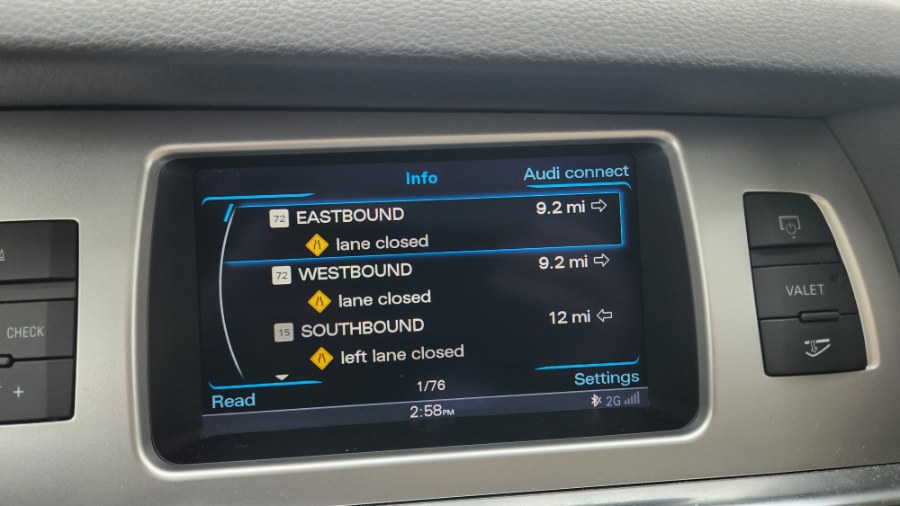 Info
Audi connect
72 EASTBOUND 9.2 mi
lane closed
72 WESTBOUND 9.2 mi
lane closed
15 SOUTHBOUND 12 mi
left lane closed
1/76
Read
Settings
2:58PM
2G
CHECK
+
VALET